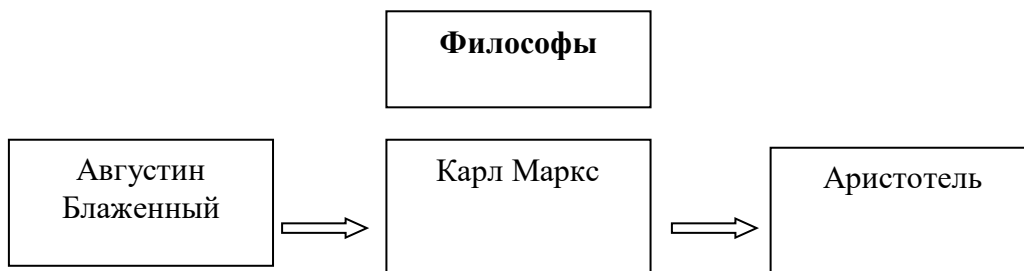 Философы
Августин
Блаженный
Карл Маркс
Аристотель